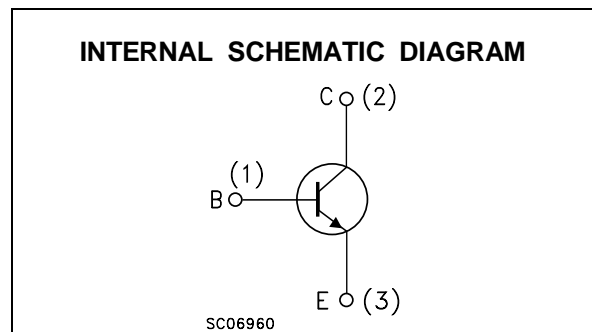 INTERNAL SCHEMATIC DIAGRAM
C (2)
(1)
B
E (3)
SC06960